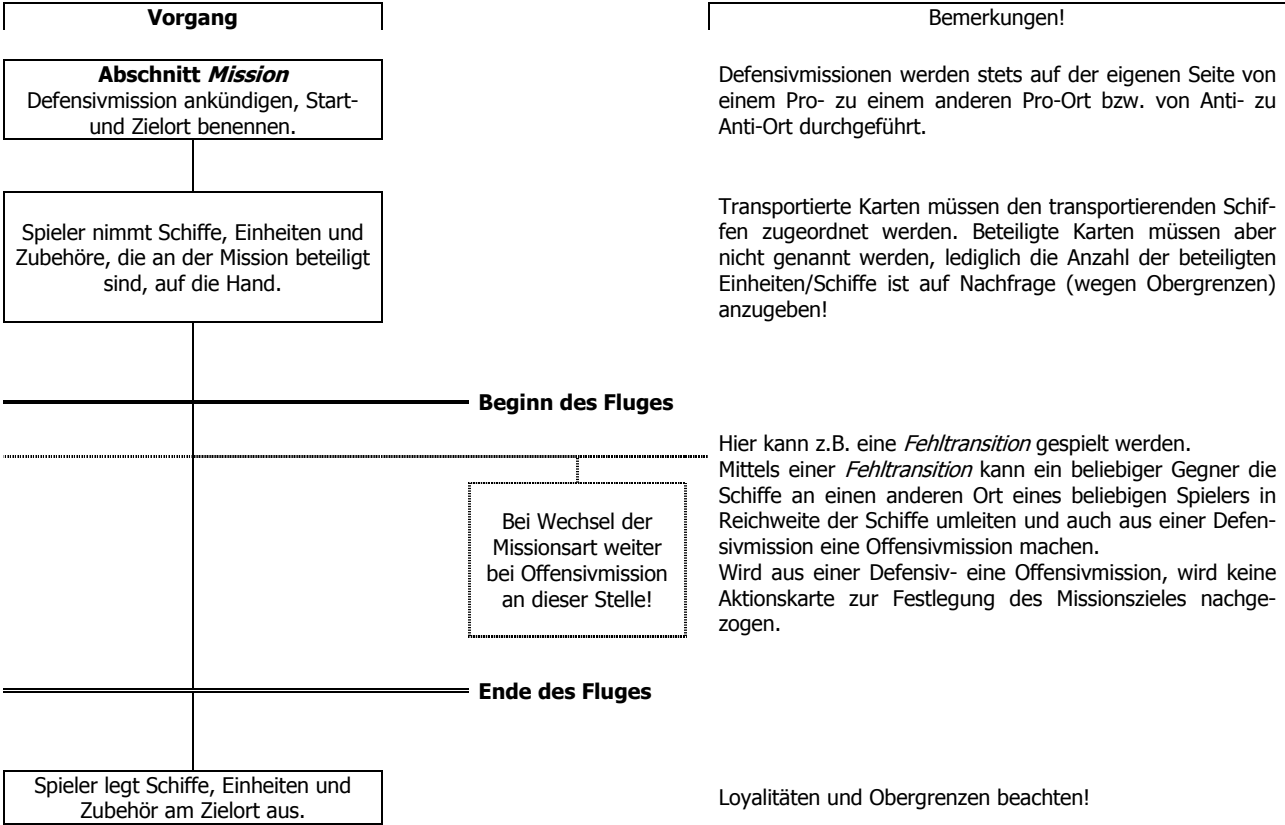 Vorgang
Bemerkungen!
Abschnitt Mission
Defensivmission ankündigen, Start-
und Zielort benennen.
Defensivmissionen werden stets auf der eigenen Seite von
einem Pro- zu einem anderen Pro-Ort bzw. von Anti- zu
Anti-Ort durchgeführt.
Spieler nimmt Schiffe, Einheiten und
Zubehöre, die an der Mission beteiligt
sind, auf die Hand.
Transportierte Karten müssen den transportierenden Schif-
fen zugeordnet werden. Beteiligte Karten müssen aber
nicht genannt werden, lediglich die Anzahl der beteiligten
Einheiten/Schiffe ist auf Nachfrage (wegen Obergrenzen)
anzugeben!
Beginn des Fluges
Hier kann z.B. eine Fehltransition gespielt werden.
Mittels einer Fehltransition kann ein beliebiger Gegner die
Schiffe an einen anderen Ort eines beliebigen Spielers in
Reichweite der Schiffe umleiten und auch aus einer Defen-
sivmission eine Offensivmission machen.
Wird aus einer Defensiv- eine Offensivmission, wird keine
Aktionskarte zur Festlegung des Missionszieles nachge-
zogen.
Bei Wechsel der
Missionsart weiter
bei Offensivmission
an dieser Stelle!
Ende des Fluges
Spieler legt Schiffe, Einheiten und
Zubehör am Zielort aus.
Loyalitäten und Obergrenzen beachten!